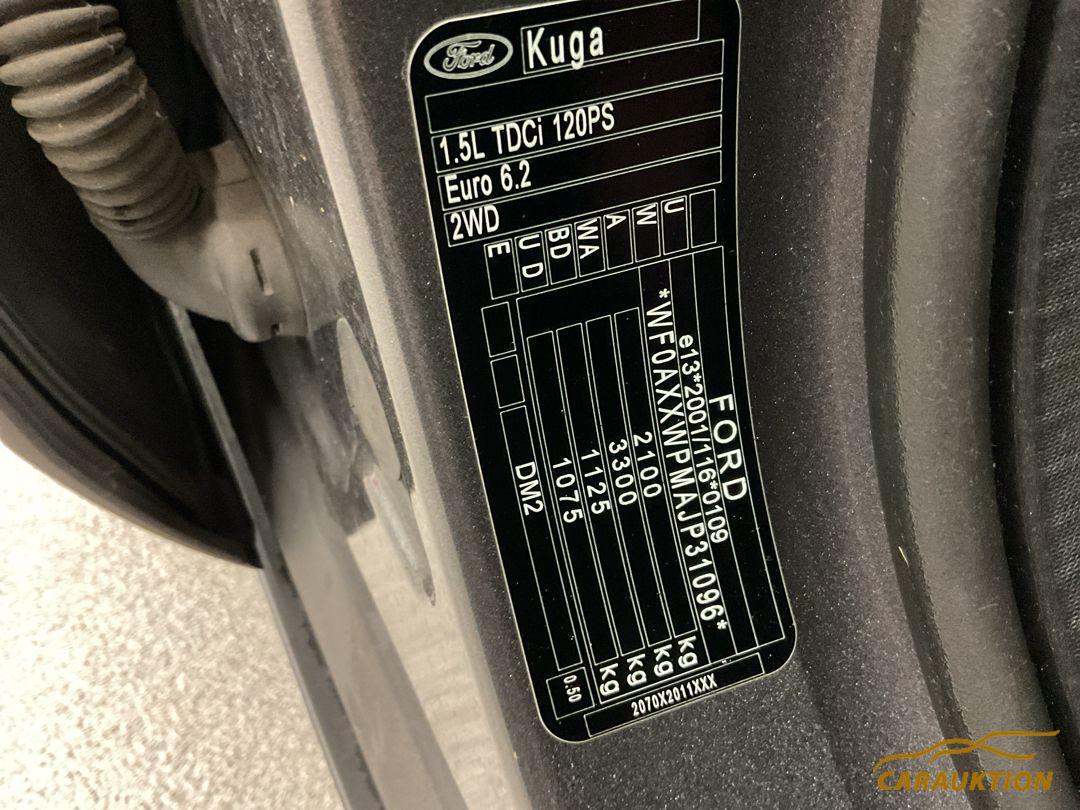 Ford
Kuga
1.5L TDCi 120PS
Euro 6.2
2WD
E
UD
BD
WA
A
W
U
FORD
e13*2001/116*0109
*WF0AXXWPMAJP31096*
2100 kg
3300 kg
1125 kg
1075 kg
DM2
0.50
2070X2011XXX
CARAUKTION